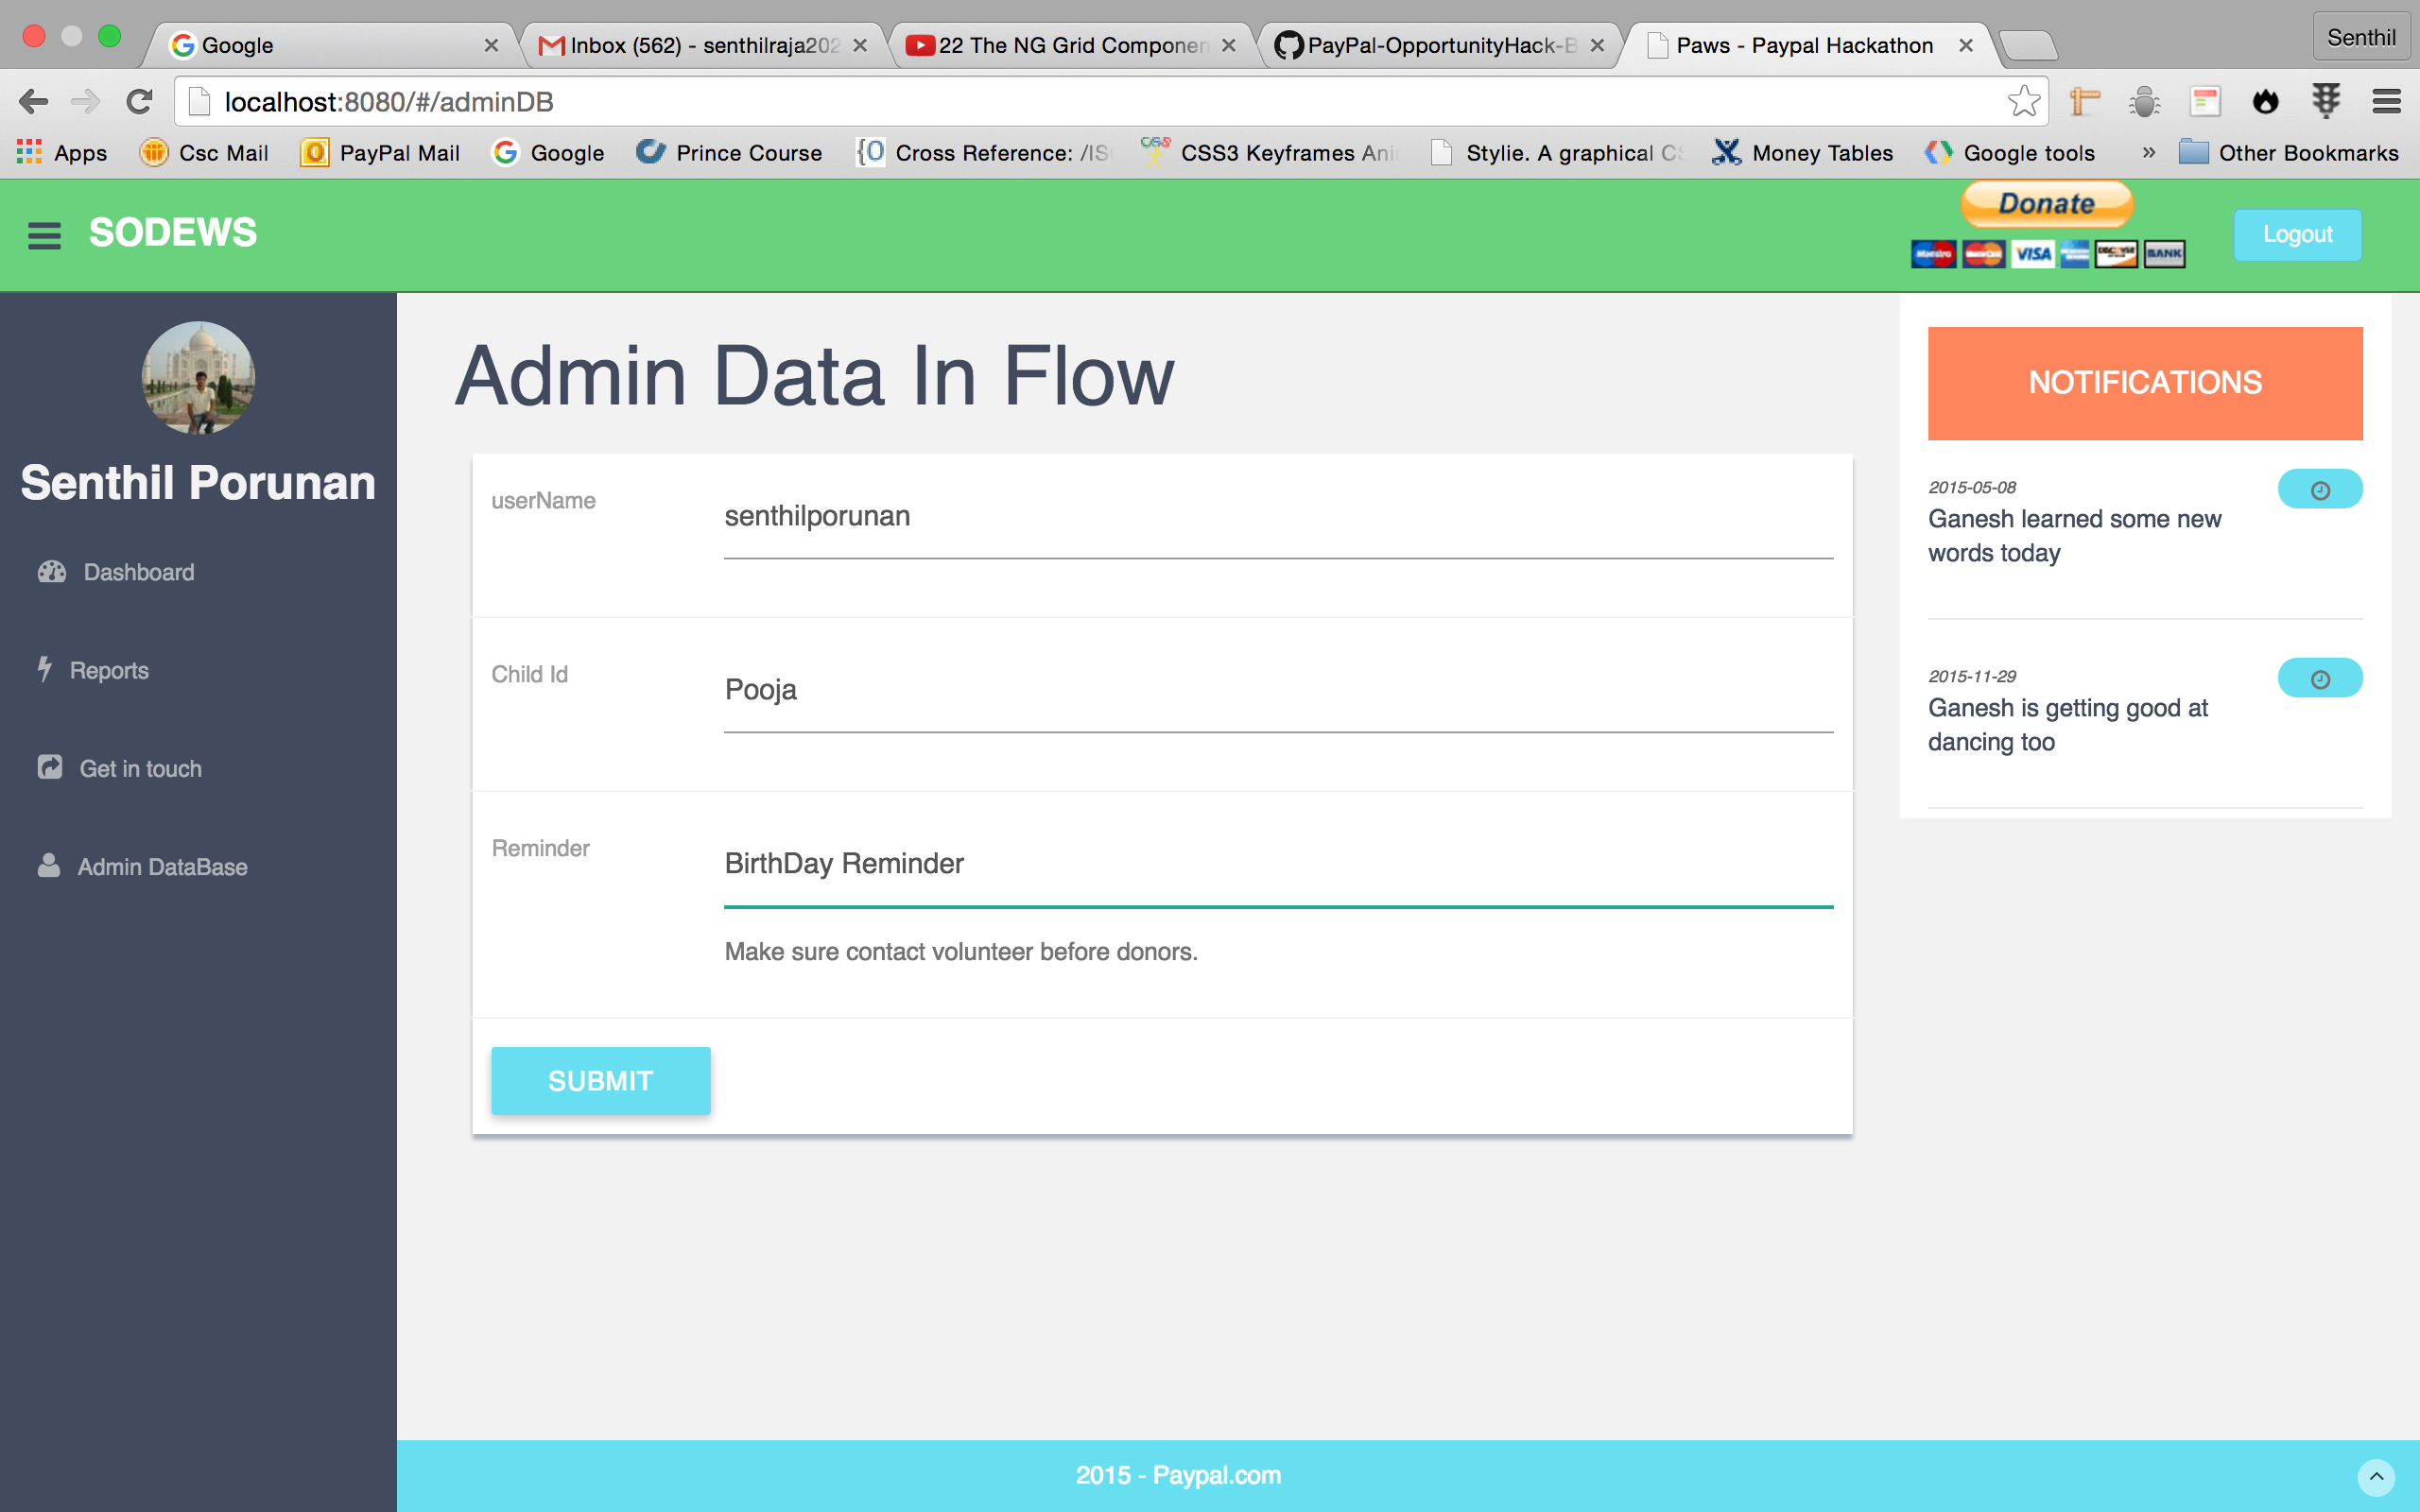 Google
Inbox (562) - senthilraja202
22 The NG Grid Componen
PayPal-OpportunityHack-B
Paws - Paypal Hackathon
Senthil
localhost:8080/#/adminDB
Apps
Csc Mail
PayPal Mail
Google
Prince Course
Cross Reference: /IS
CSS3 Keyframes Ani
Stylie. A graphical CS
Money Tables
Google tools
»
Other Bookmarks
SODEWS
Donate
Maestro
MasterCard
VISA
DISCOVER
BANK
Logout
Senthil Porunan
Dashboard
Reports
Get in touch
Admin DataBase
Admin Data In Flow
userName
senthilporunan
Child Id
Pooja
Reminder
BirthDay Reminder
Make sure contact volunteer before donors.
SUBMIT
NOTIFICATIONS
2015-05-08
Ganesh learned some new
words today
2015-11-29
Ganesh is getting good at
dancing too
2015 - Paypal.com